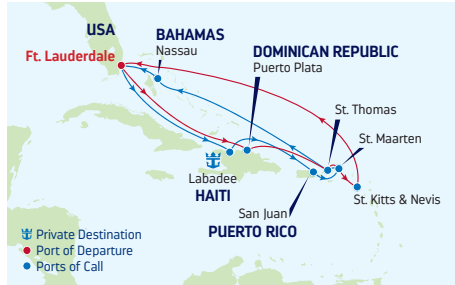 USA
BAHAMAS
Nassau
Ft. Lauderdale
DOMINICAN REPUBLIC
Puerto Plata
St. Thomas
St. Maarten
Labadee
HAITI
St. Kitts & Nevis
San Juan
PUERTO RICO
Private Destination
Port of Departure
Ports of Call